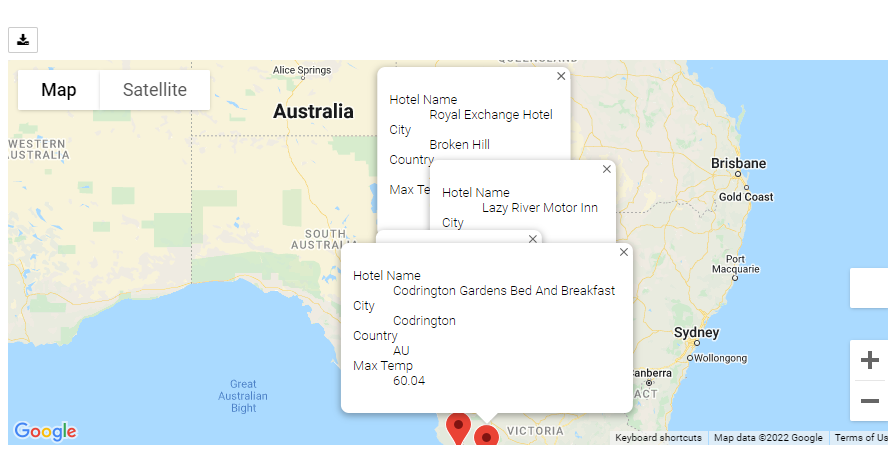 Map
Satellite
Alice Springs
Australia
WESTERN
AUSTRALIA
SOUTH
AUSTRALIA
Great
Australian
Bight
Hotel Name
Royal Exchange Hotel
City
Broken Hill
Country
Max Te
Hotel Name
Lazy River Motor Inn
City
Hotel Name
Codrington Gardens Bed And Breakfast
City
Codrington
Country
AU
Max Temp
60.04
Brisbane
Gold Coast
Port
Macquarie
Sydney
Wollongong
anberra
ACT
VICTORIA
Google
Keyboard shortcuts
Map data ©2022 Google
Terms of Us